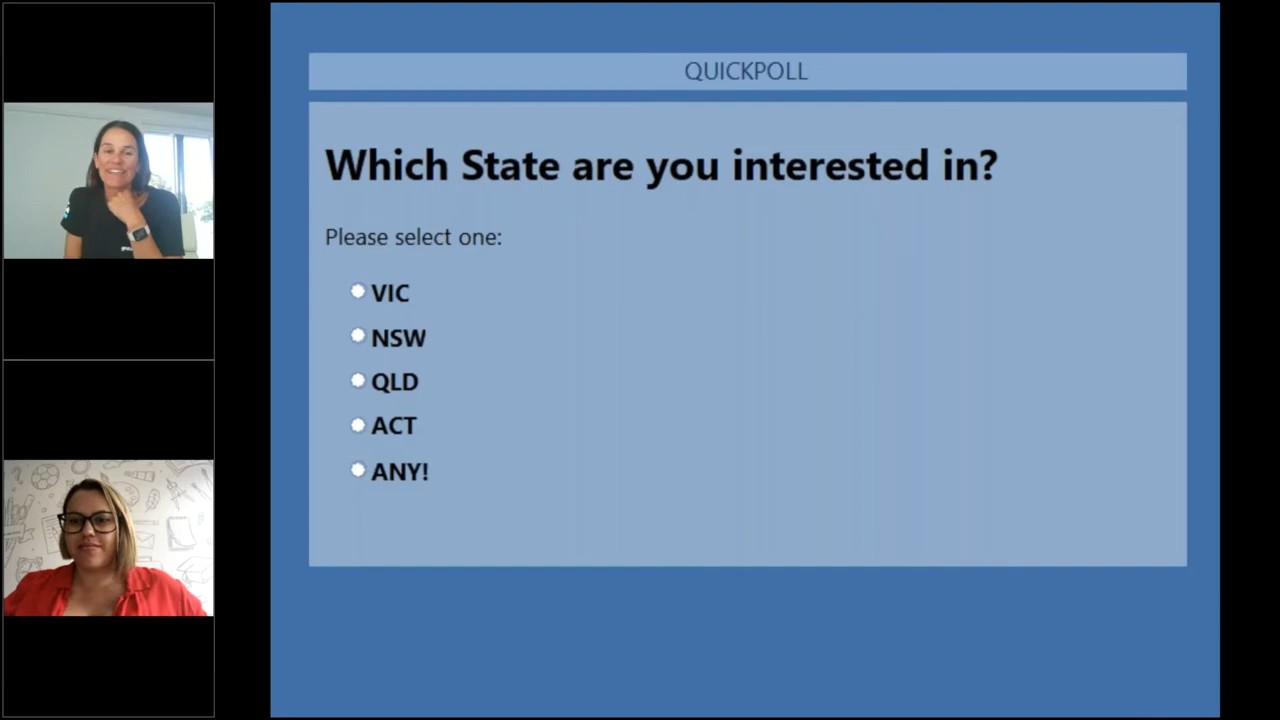 QUICKPOLL
Which State are you interested in?
Please select one:
VIC
NSW
QLD
ACT
ANY!